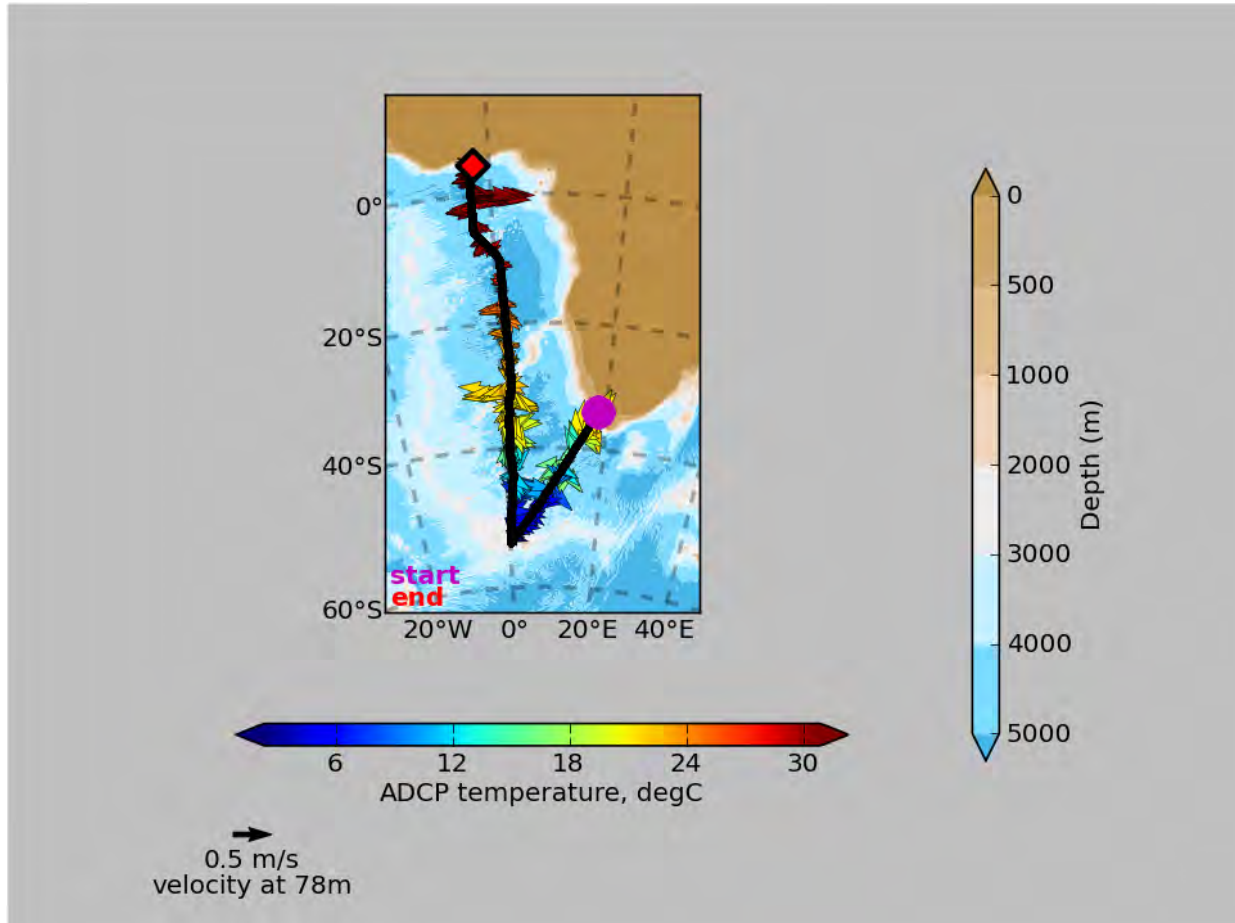 0°
20°S
40°S
60°S
start
end
20°W 0° 20°E 40°E
0
500
1000
2000
3000
4000
5000
Depth (m)
6 12 18 24 30
ADCP temperature, degC
0.5 m/s
velocity at 78m